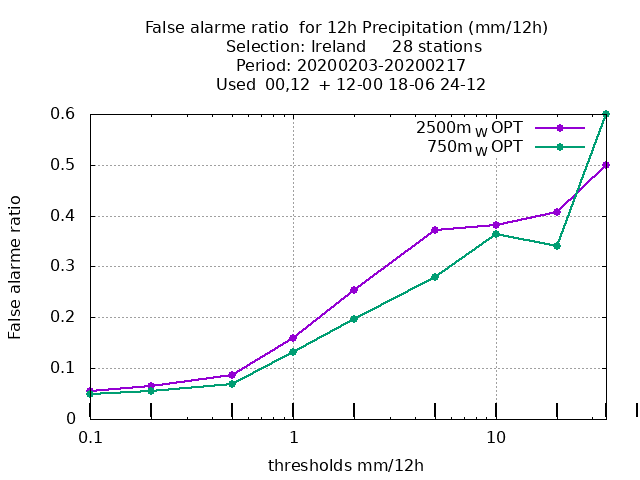 False alarme ratio  for 12h Precipitation (mm/12h)
Selection: Ireland     28 stations
Period: 20200203-20200217
Used  00,12  + 12-00 18-06 24-12
2500m W OPT
750m W OPT
False alarme ratio
0.6
0.5
0.4
0.3
0.2
0.1
0
0.1 1 10
thresholds mm/12h